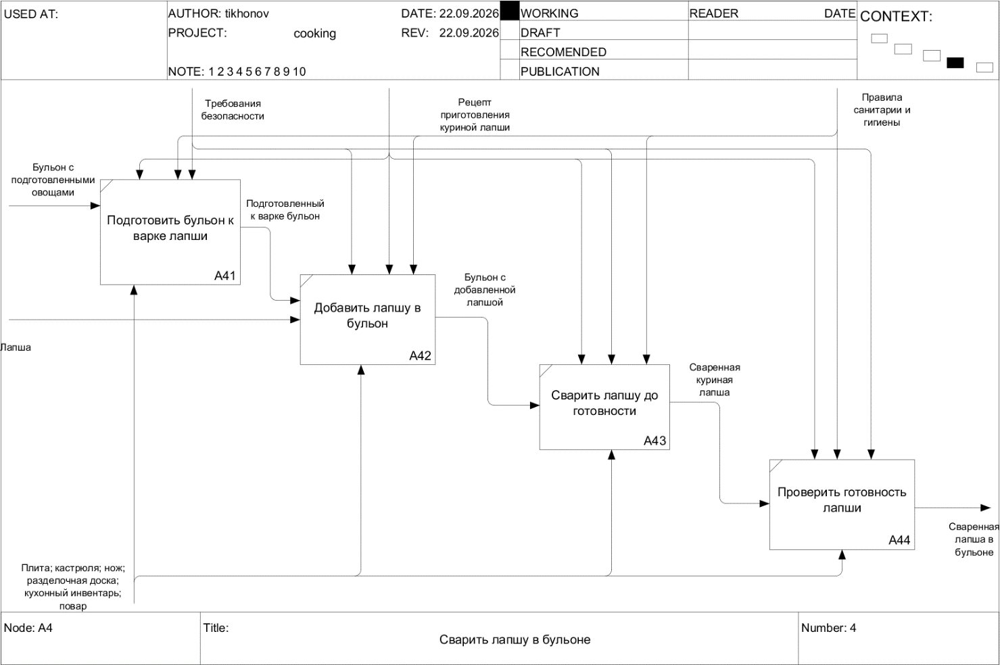 USED AT:
AUTHOR: tikhonov
DATE: 22.09.2026
PROJECT: cooking
REV: 22.09.2026
NOTE: 1 2 3 4 5 6 7 8 9 10
WORKING
DRAFT
RECOMENDED
PUBLICATION
READER DATE
CONTEXT:
Требования
безопасности
Рецепт
приготовления
куриной лапши
Правила
санитарии и
гигиены
Бульон с
подготовленными
овощами
Подготовить бульон к
варке лапши
A41
Подготовленный
к варке бульон
Лапша
Добавить лапшу в
бульон
A42
Бульон с
добавленной
лапшой
Сварить лапшу до
готовности
A43
Сваренная
куриная
лапша
Проверить готовность
лапши
A44
Сваренная
лапша в
бульоне
Плита; кастрюля; нож;
разделочная доска;
кухонный инвентарь;
повар
Node: A4
Title:
Сварить лапшу в бульоне
Number: 4